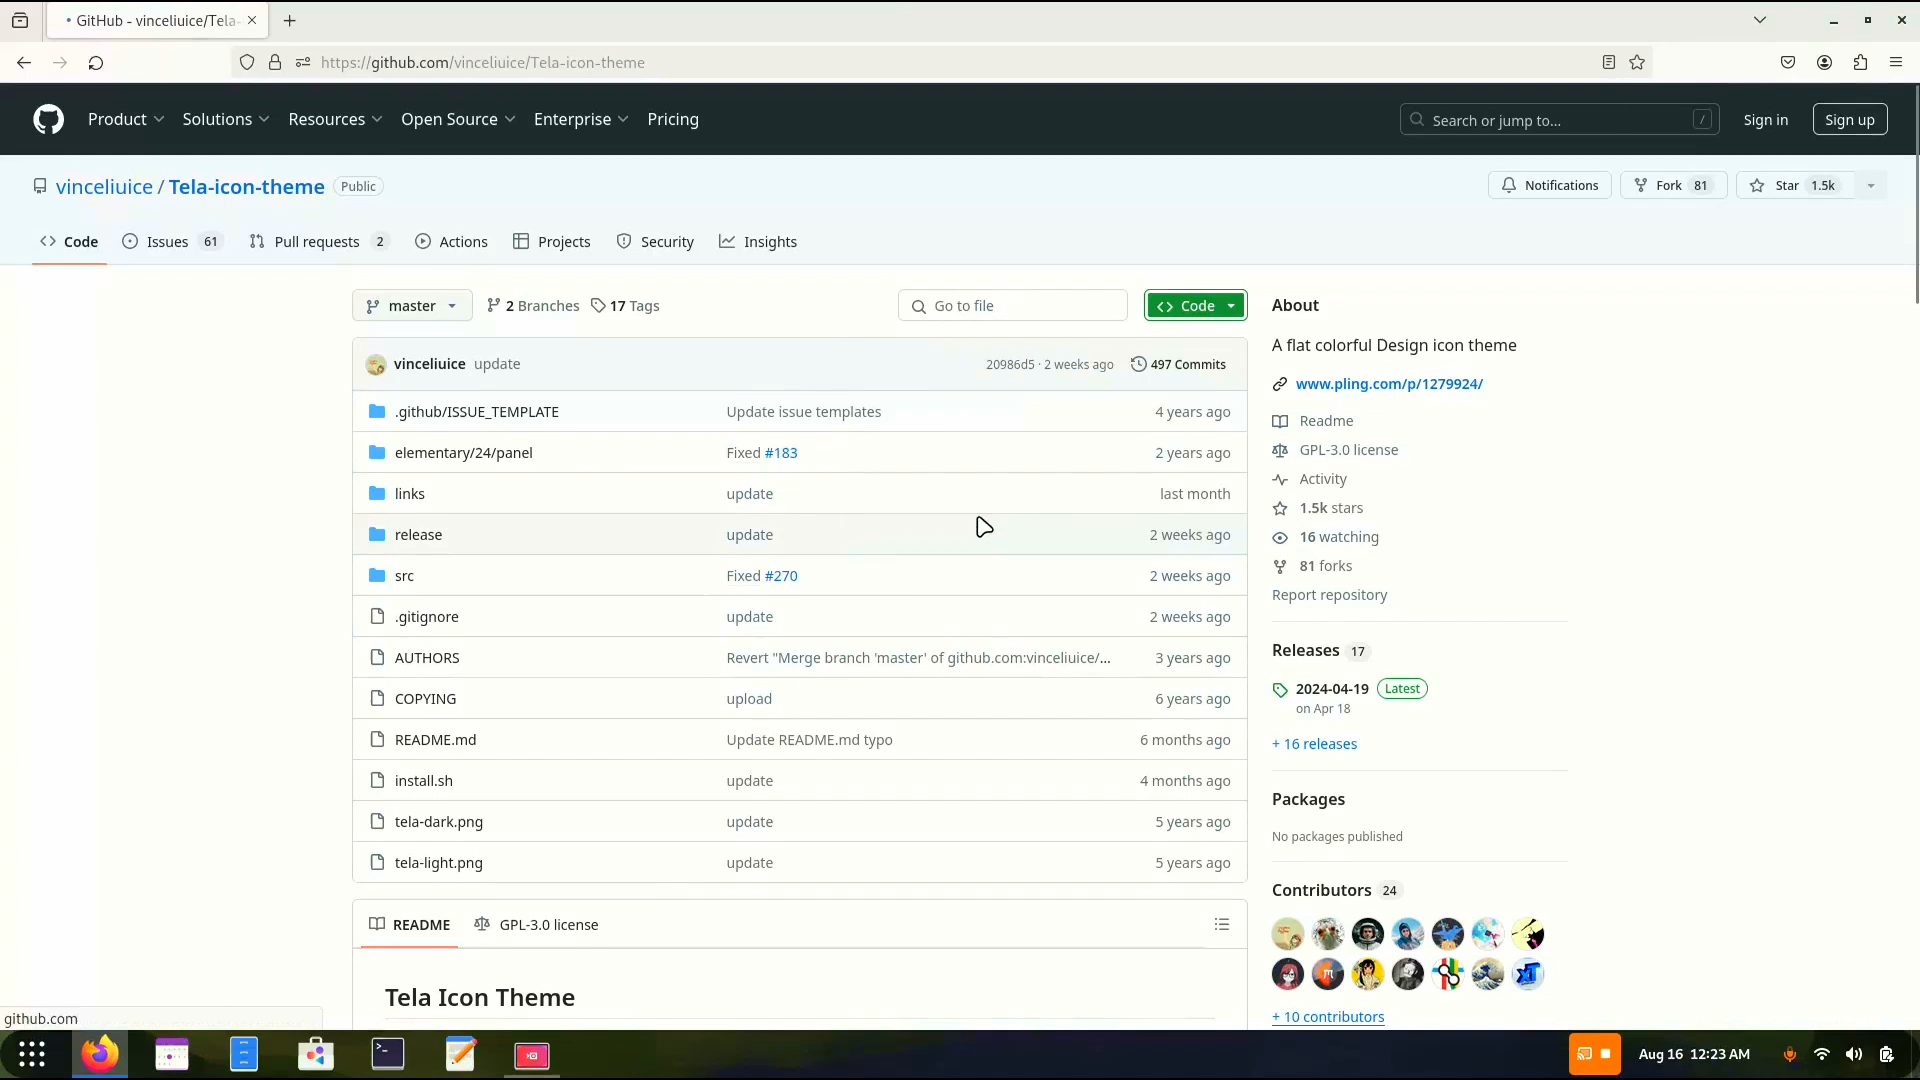 GitHub - vinceliuice/Tela-
https://github.com/vinceliuice/Tela-icon-theme
Product Solutions Resources Open Source Enterprise Pricing
Search or jump to... /
Sign in
Sign up
vinceliuice / Tela-icon-theme Public
Notifications
Fork 81
Star 1.5k
Code
Issues 61
Pull requests 2
Actions
Projects
Security
Insights
master
2 Branches
17 Tags
Go to file
Code
vinceliuice update
20986d5 · 2 weeks ago
497 Commits
.github/ISSUE_TEMPLATE Update issue templates 4 years ago
elementary/24/panel Fixed #183 2 years ago
links update last month
release update 2 weeks ago
src Fixed #270 2 weeks ago
.gitignore update 2 weeks ago
AUTHORS Revert "Merge branch 'master' of github.com:vinceliuice/... 3 years ago
COPYING upload 6 years ago
README.md Update README.md typo 6 months ago
install.sh update 4 months ago
tela-dark.png update 5 years ago
tela-light.png update 5 years ago
README
GPL-3.0 license
Tela Icon Theme
About
A flat colorful Design icon theme
www.pling.com/p/1279924/
Readme
GPL-3.0 license
Activity
1.5k stars
16 watching
81 forks
Report repository
Releases 17
2024-04-19 Latest
on Apr 18
+ 16 releases
Packages
No packages published
Contributors 24
+ 10 contributors
github.com
Aug 16 12:23 AM